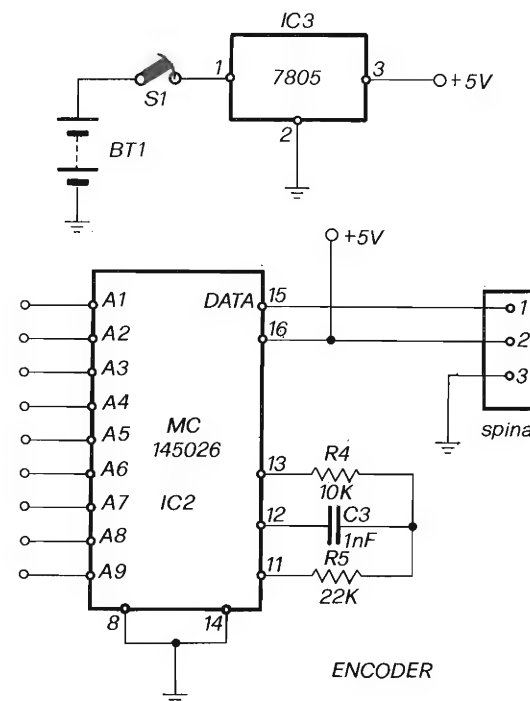 IC3
1
7805
3
+5V
S1
2
BT1
+5V
A1
DATA
15
1
A2
16
2
A3
3
A4
MC
145026
A5
spina
A6
13
R4
10K
A7
IC2
12
C3
1nF
A8
R5
A9
11
22K
8
14
ENCODER